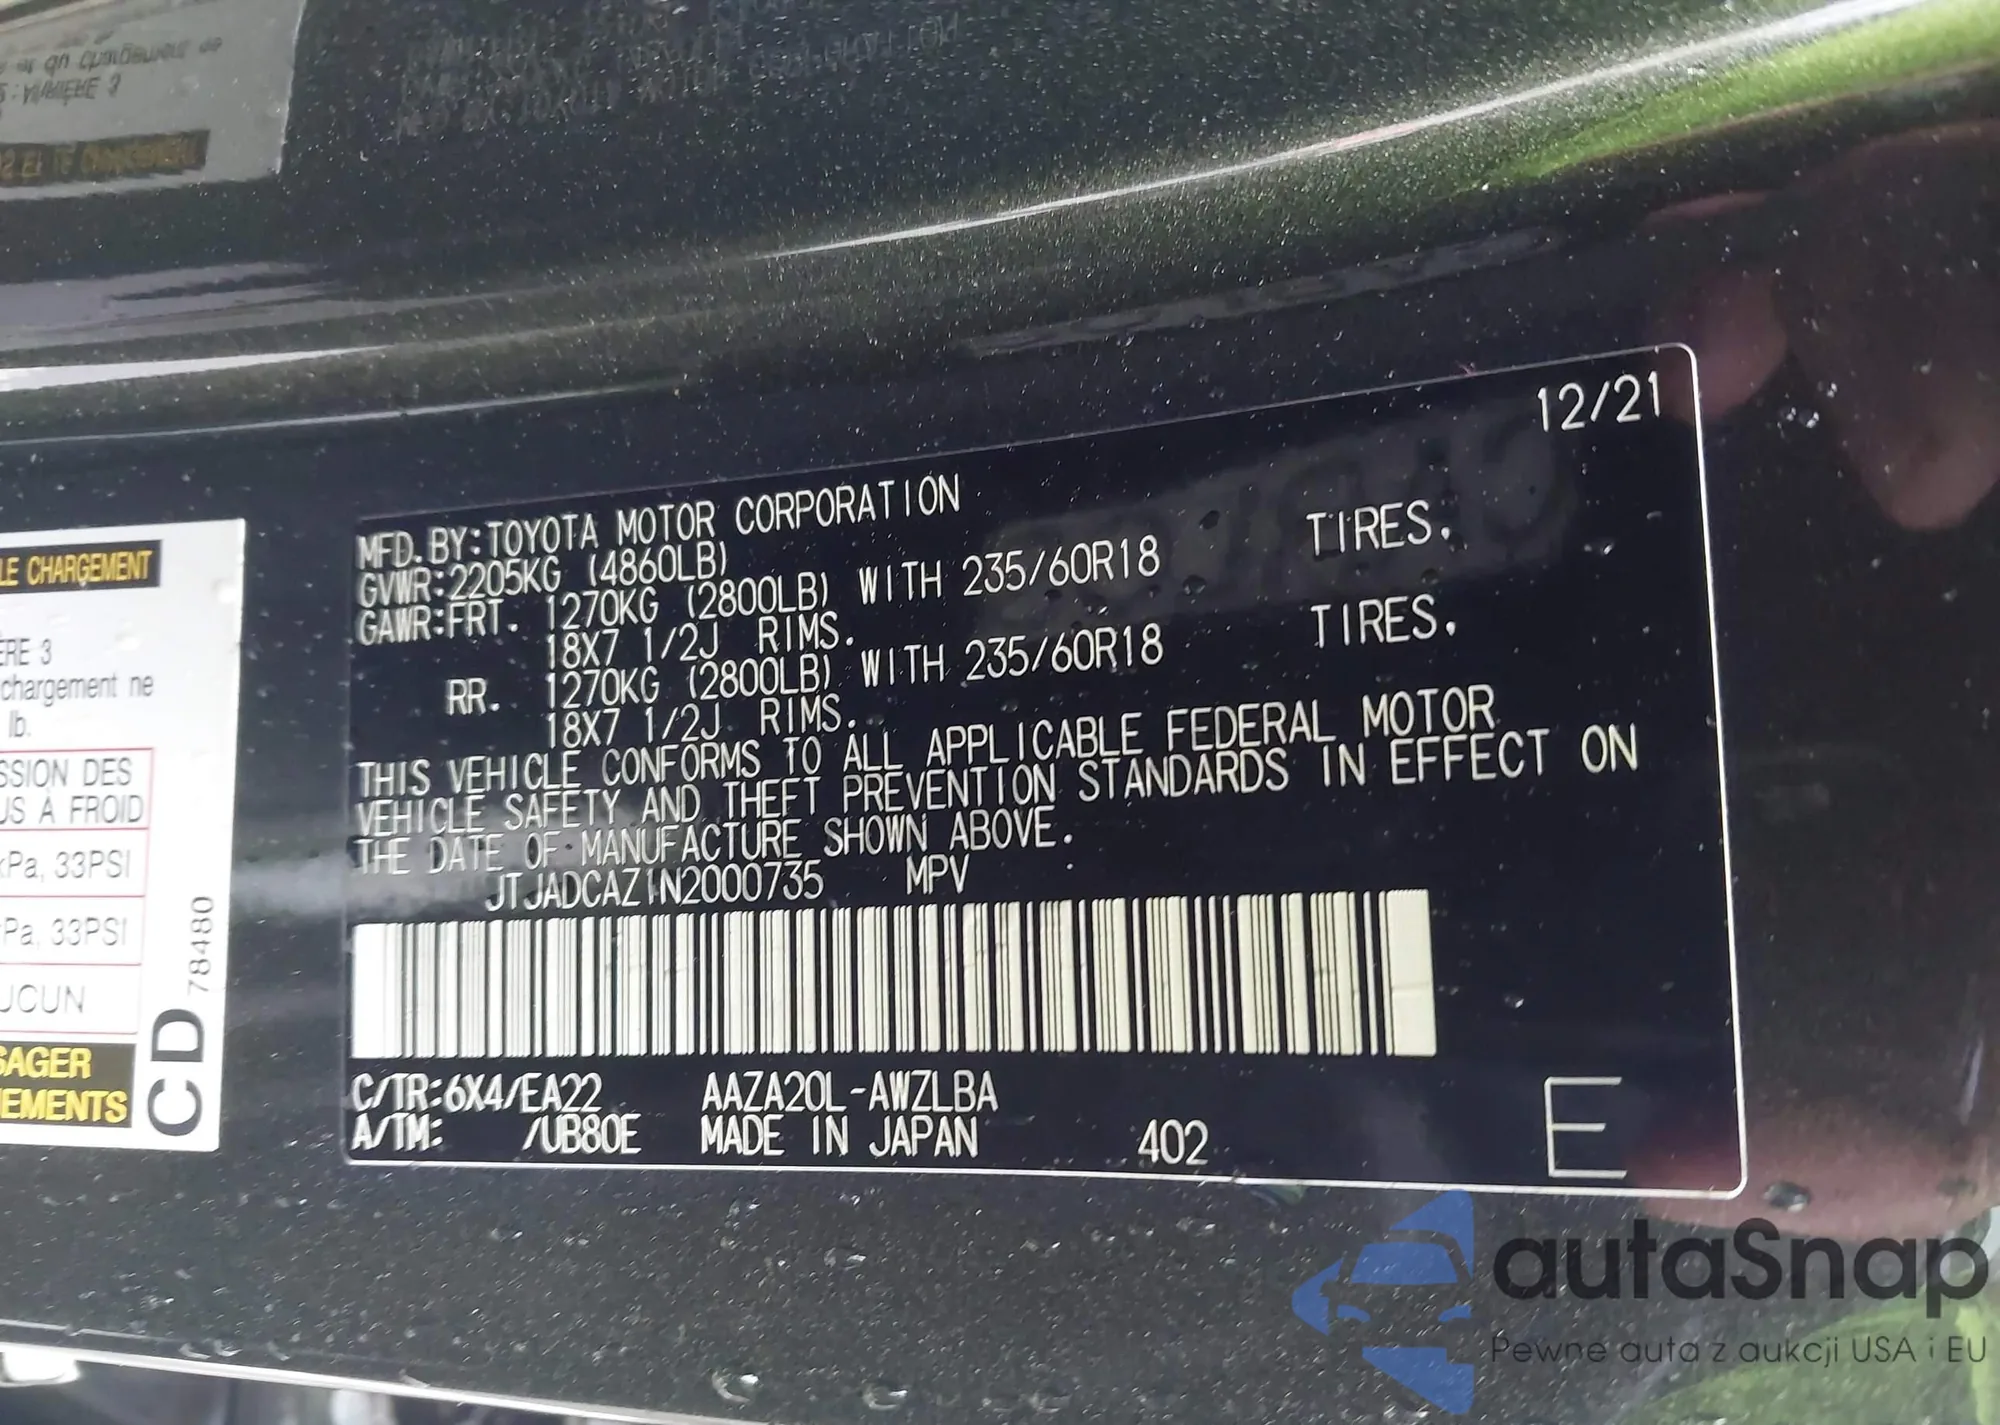 12/21
MFD. BY:TOYOTA MOTOR CORPORATION
GVWR:2205KG (4860LB)
GAWR:FRT. 1270KG (2800LB) WITH 235/60R18 TIRES.
18X7 1/2J RIMS.
RR. 1270KG (2800LB) WITH 235/60R18 TIRES.
18X7 1/2J RIMS.
THIS VEHICLE CONFORMS TO ALL APPLICABLE FEDERAL MOTOR
VEHICLE SAFETY AND THEFT PREVENTION STANDARDS IN EFFECT ON
THE DATE OF MANUFACTURE SHOWN ABOVE.
JTJADCAZ1N2000735 MPV
C/TR:6X4/EA22 AAZA20L-AWZLBA
A/TM: /UB80E MADE IN JAPAN 402 E
LE CHARGEMENT
ÈRE 3
chargement ne
lb.
SSION DES
US À FROID
kPa, 33PSI
kPa, 33PSI
UCUN
SAGER
NEMENTS
CD 78480
autaSnap
Pewne auta z aukcji USA i EU